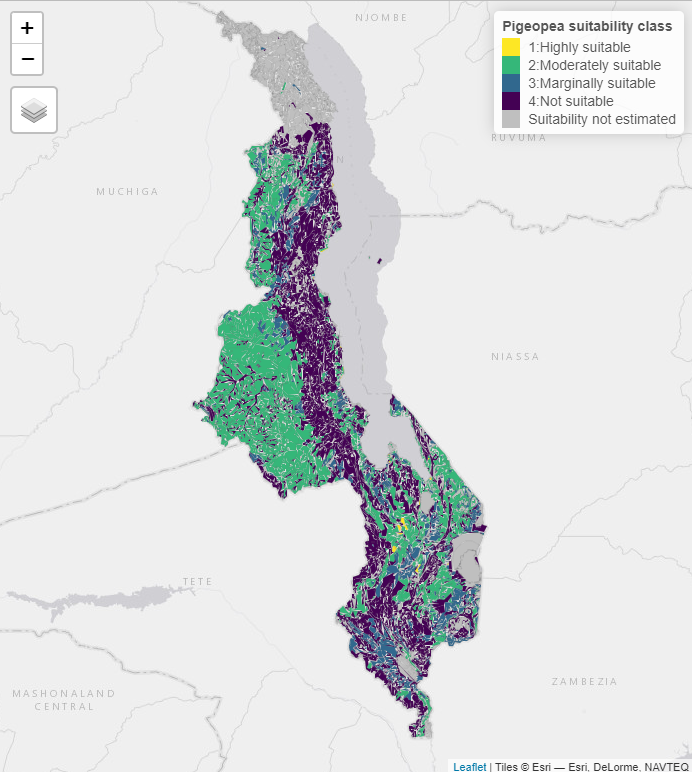 +
−
NJOMBE
Pigeopea suitability class
1:Highly suitable
2:Moderately suitable
3:Marginally suitable
4:Not suitable
Suitability not estimated
RUVUMA
N
MUCHIGA
NIASSA
TETE
ZAMBEZIA
MASHONALAND
CENTRAL
Leaflet | Tiles © Esri — Esri, DeLorme, NAVTEQ